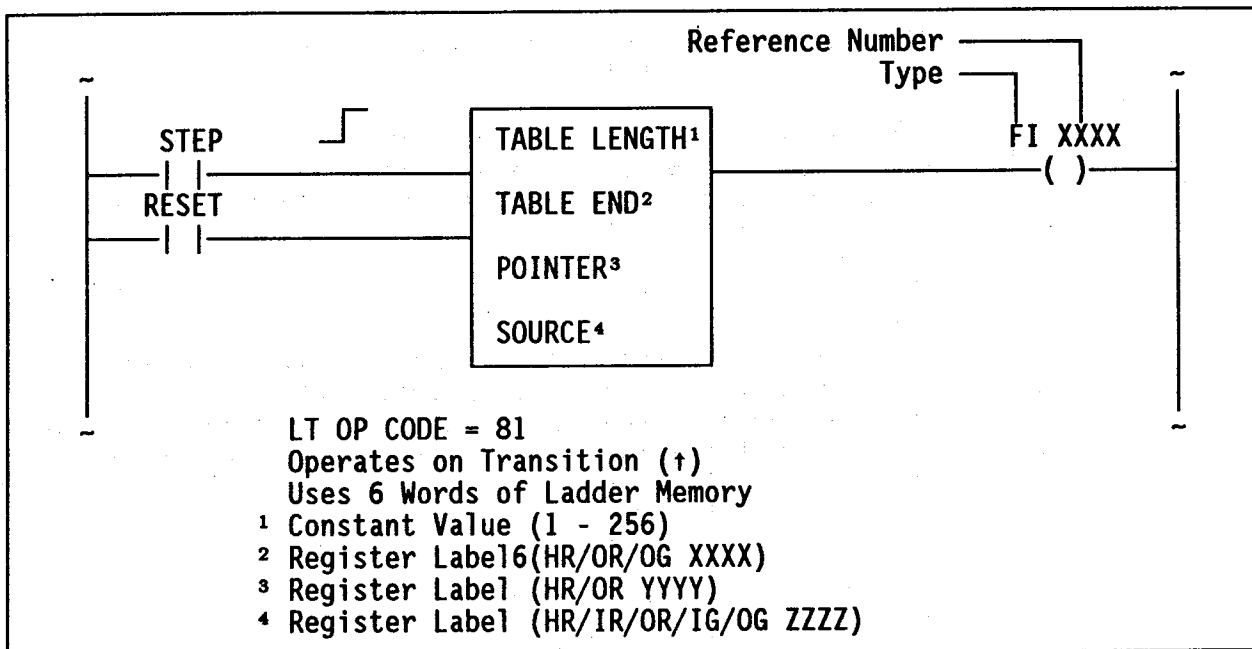 Reference Number
Type
~ ~
STEP
TABLE LENGTH¹
FI XXXX
( )
RESET
TABLE END²
POINTER³
SOURCE⁴
~ ~
LT OP CODE = 81
Operates on Transition (↑)
Uses 6 Words of Ladder Memory
¹ Constant Value (1 - 256)
² Register Label6(HR/OR/OG XXXX)
³ Register Label (HR/OR YYYY)
⁴ Register Label (HR/IR/OR/IG/OG ZZZZ)